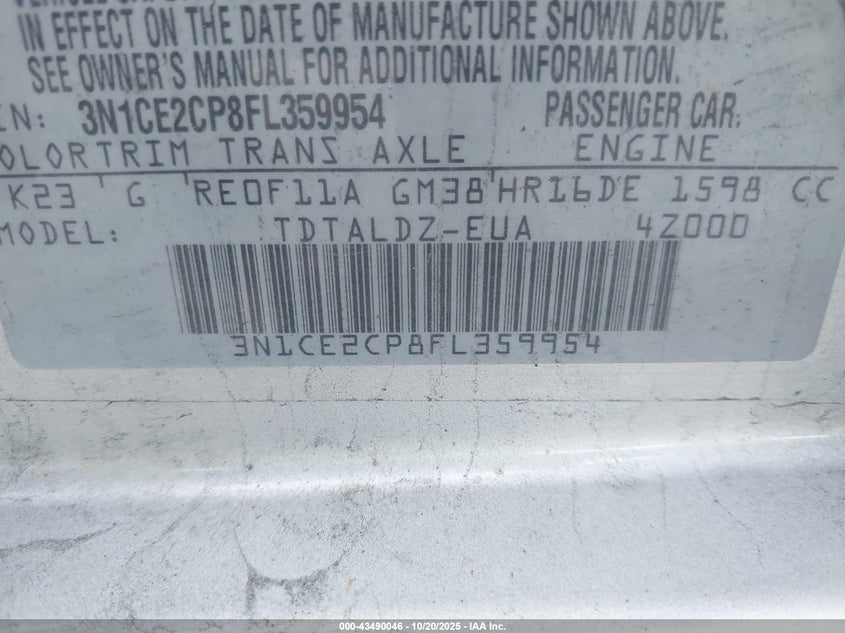 IN EFFECT ON THE DATE OF MANUFACTURE SHOWN ABOVE.
SEE OWNER'S MANUAL FOR ADDITIONAL INFORMATION.
IN: 3N1CE2CP8FL359954 PASSENGER CAR.
OLORTRIM TRANS AXLE ENGINE
K23 G RE0F11A GM38 HR16DE 1598 CC
MODEL: TDTALDZ-EUA 4Z000
3N1CE2CP8FL359954
000-43490046 | 10/20/2025 | IAA Inc.